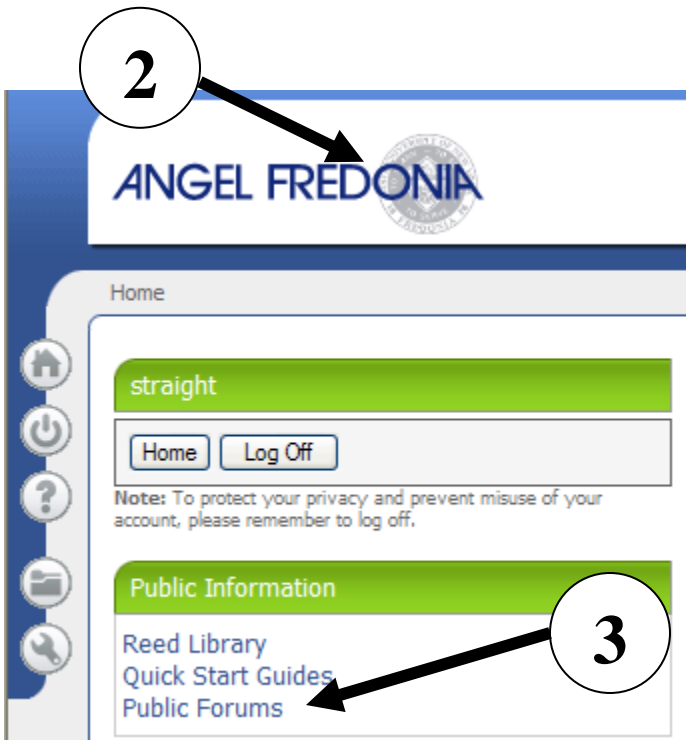 2
ANGEL FREDONIA
Home
straight
Home Log Off
Note: To protect your privacy and prevent misuse of your
account, please remember to log off.
Public Information
3
Reed Library
Quick Start Guides
Public Forums